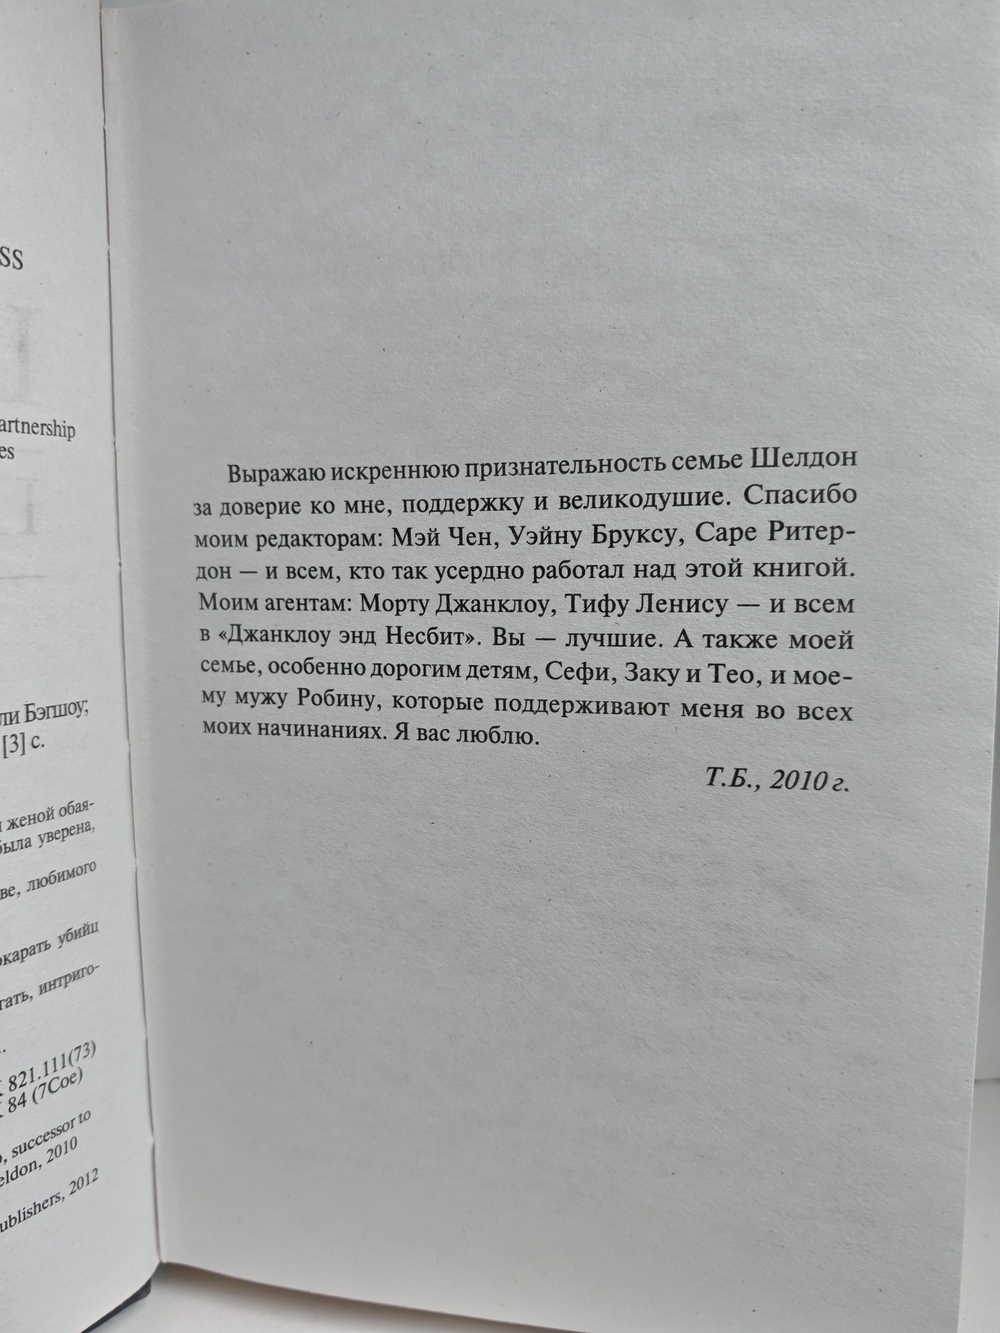 ss
artnership
es
ли Бэгшоу;
[3] с.
женой обая-
была уверена,
ве, любимого
окарать убийц
гать, интриго-
..
821.111(73)
84 (7Сое)
, successor to
eldon, 2010
ublishers, 2012
Выражаю искреннюю признательность семье Шелдон
за доверие ко мне, поддержку и великодушие. Спасибо
моим редакторам: Мэй Чен, Уэйну Бруксу, Саре Ритер-
дон — и всем, кто так усердно работал над этой книгой.
Моим агентам: Морту Джанклоу, Тифу Ленису — и всем
в «Джанклоу энд Несбит». Вы — лучшие. А также моей
семье, особенно дорогим детям, Сефи, Заку и Тео, и мое-
му мужу Робину, которые поддерживают меня во всех
моих начинаниях. Я вас люблю.
Т.Б., 2010 г.